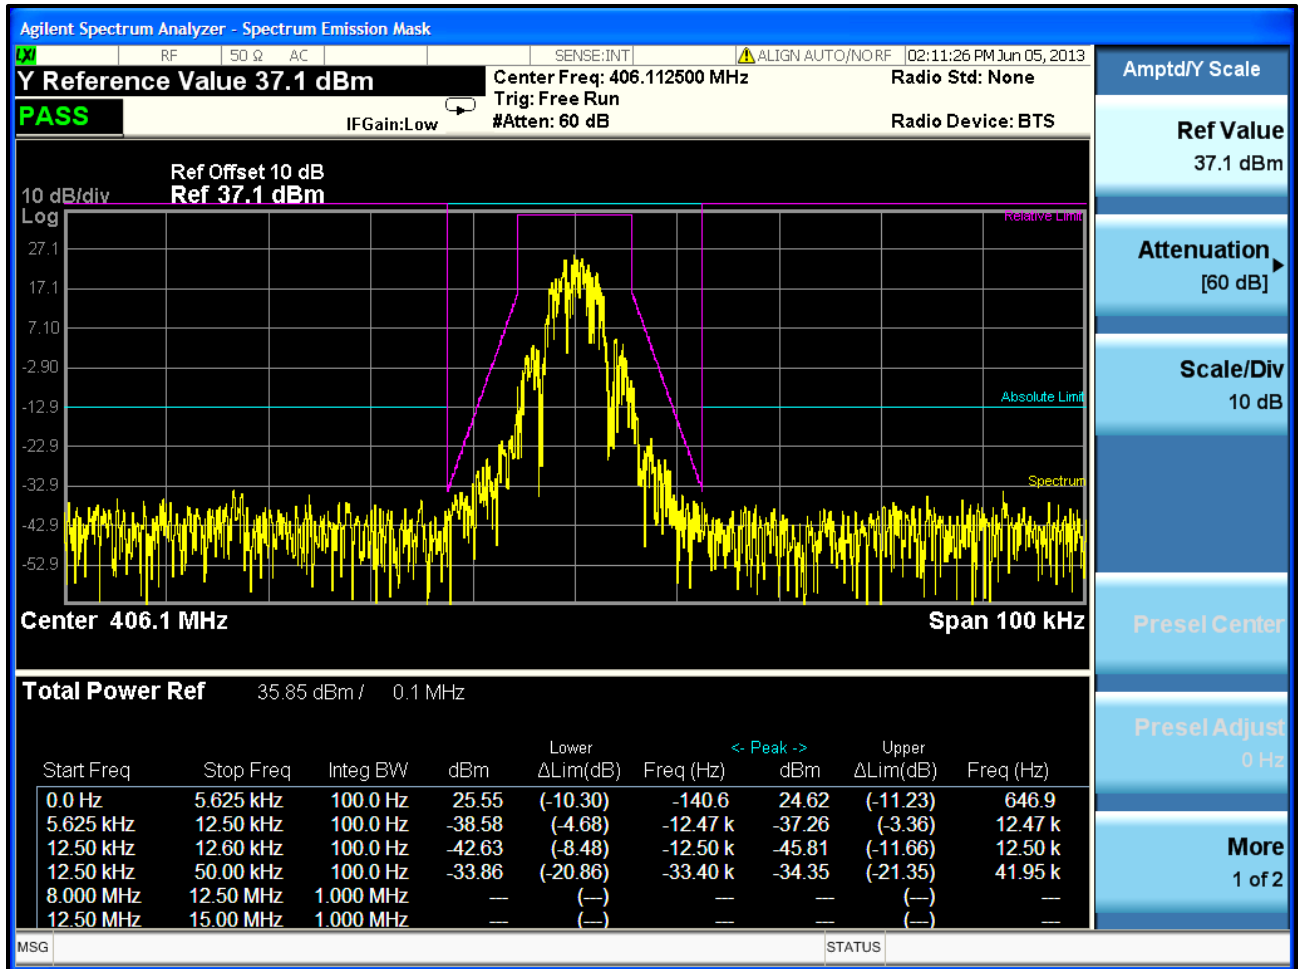 Agilent Spectrum Analyzer - Spectrum Emission Mask
LXI RF 50 Ω AC SENSE:INT ALIGN AUTO/NO RF 02:11:26 PM Jun 05, 2013
Y Reference Value 37.1 dBm
Center Freq: 406.112500 MHz
Radio Std: None
Trig: Free Run
PASS
IFGain:Low
#Atten: 60 dB
Radio Device: BTS
Ref Offset 10 dB
10 dB/div Ref 37.1 dBm
Log
Relative Limit
27.1
17.1
7.10
-2.90
-12.9
Absolute Limit
-22.9
-32.9
Spectrum
-42.9
-52.9
Center 406.1 MHz
Span 100 kHz
Total Power Ref 35.85 dBm / 0.1 MHz
Lower <- Peak -> Upper
Start Freq Stop Freq Integ BW dBm ΔLim(dB) Freq (Hz) dBm ΔLim(dB) Freq (Hz)
0.0 Hz 5.625 kHz 100.0 Hz 25.55 (-10.30) -140.6 24.62 (-11.23) 646.9
5.625 kHz 12.50 kHz 100.0 Hz -38.58 (-4.68) -12.47 k -37.26 (-3.36) 12.47 k
12.50 kHz 12.60 kHz 100.0 Hz -42.63 (-8.48) -12.50 k -45.81 (-11.66) 12.50 k
12.50 kHz 50.00 kHz 100.0 Hz -33.86 (-20.86) -33.40 k -34.35 (-21.35) 41.95 k
8.000 MHz 12.50 MHz 1.000 MHz --- (---) --- --- (---) ---
12.50 MHz 15.00 MHz 1.000 MHz --- (---) --- --- (---) ---
MSG
STATUS
Amptd/Y Scale
Ref Value
37.1 dBm
Attenuation
[60 dB]
Scale/Div
10 dB
Presel Center
Presel Adjust
0 Hz
More
1 of 2